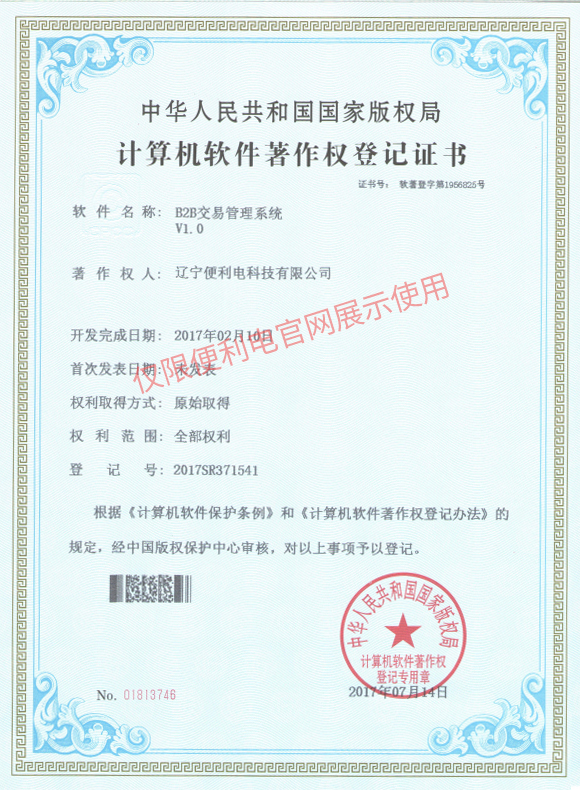 中华人民共和国国家版权局
计算机软件著作权登记证书
证书号： 软著登字第1956825号
软件名称： B2B交易管理系统
V1.0
著作权人： 辽宁便利电科技有限公司
开发完成日期： 2017年02月10日
首次发表日期： 未发表
权利取得方式： 原始取得
权利范围： 全部权利
登记号： 2017SR371541
根据《计算机软件保护条例》和《计算机软件著作权登记办法》的
规定，经中国版权保护中心审核，对以上事项予以登记。
仅限便利电官网展示使用
中华人民共和国国家版权局
计算机软件著作权
登记专用章
2017年07月14日
No. 01813746